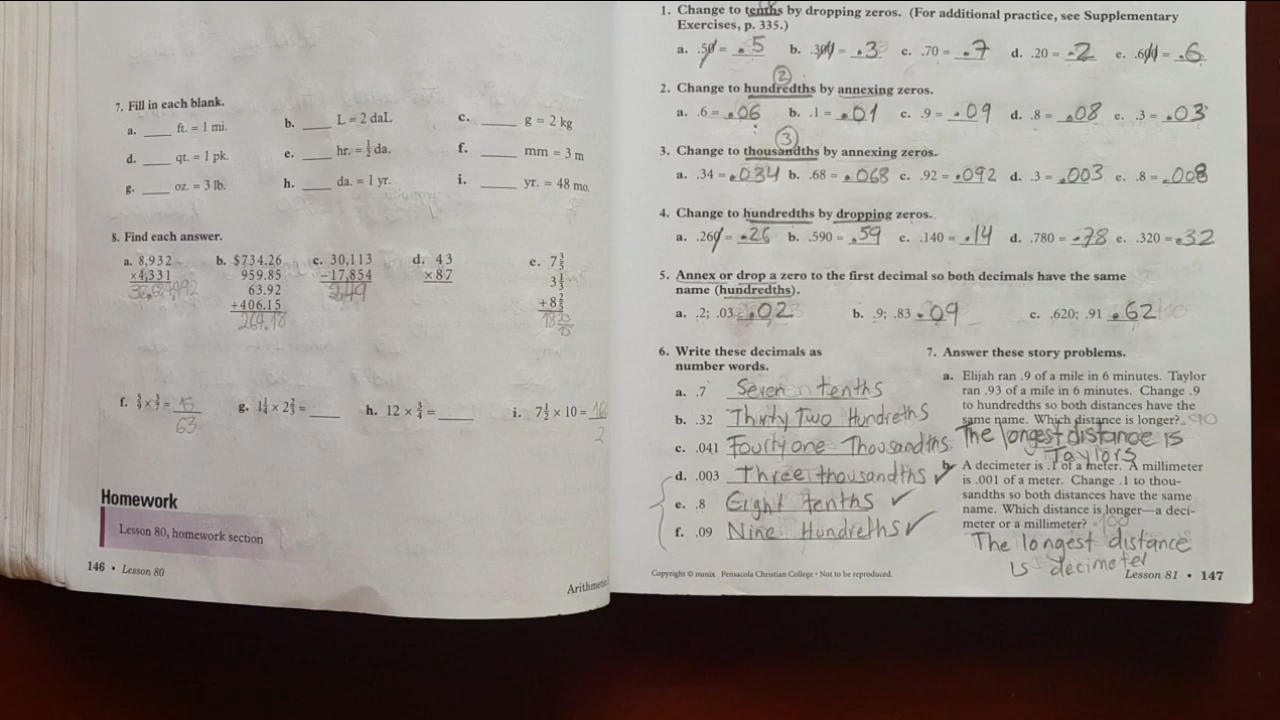 7. Fill in each blank.
a. ____ ft. = 1 mi. b. ____ L = 2 daL c. ____ g = 2 kg
d. ____ qt. = 1 pk. e. ____ hr. = 1/2 da. f. ____ mm = 3 m
g. ____ oz. = 3 lb. h. ____ da. = 1 yr. i. ____ yr. = 48 mo.
8. Find each answer.
a. 8,932 b. $734.26 c. 30,113 d. 43 e. 7
×4,331 959.85 −17,854 ×87 3
63.92 249 +8
+406.15
264.18
f. × 3/7 = g. 1 × 2 = ____ h. 12 × 3/4 = ____ i. 7 1/2 × 10 =
63 2
Homework
Lesson 80, homework section
146 • Lesson 80
1. Change to tenths by dropping zeros. (For additional practice, see Supplementary
Exercises, p. 335.)
a. .50 = .5 b. .300 = .3 c. .70 = .7 d. .20 = .2 e. .600 = .6
2
2. Change to hundredths by annexing zeros.
a. .6 = .06 b. .1 = .01 c. .9 = .09 d. .8 = .08 e. .3 = .03
3
3. Change to thousandths by annexing zeros.
a. .34 = .034 b. .68 = .068 c. .92 = .092 d. .3 = .003 e. .8 = .008
4. Change to hundredths by dropping zeros.
a. .260 = .26 b. .590 = .59 c. .140 = .14 d. .780 = .78 e. .320 = .32
5. Annex or drop a zero to the first decimal so both decimals have the same
name (hundredths).
a. .2; .03 .02 b. .9; .83 .09 c. .620; .91 .62
6. Write these decimals as
number words.
a. .7 Seven tenths
b. .32 Thirty Two Hundreths
c. .041 Fourty one Thousandths
d. .003 Three thousandths ✓
e. .8 Eight tenths ✓
f. .09 Nine Hundreths ✓
7. Answer these story problems.
a. Elijah ran .9 of a mile in 6 minutes. Taylor
ran .93 of a mile in 6 minutes. Change .9
to hundredths so both distances have the
same name. Which distance is longer? .90
The longest distance is
Taylors
b. A decimeter is .1 of a meter. A millimeter
is .001 of a meter. Change .1 to thou-
sandths so both distances have the same
name. Which distance is longer—a deci-
meter or a millimeter? .100
The longest distance
is decimeter
Copyright © mmix Pensacola Christian College • Not to be reproduced.
Lesson 81 • 147